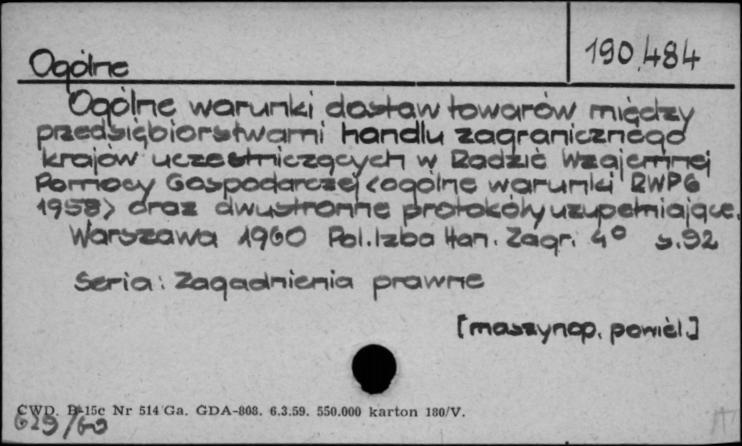 190.484
Ogólne
Ogólne warunki dostaw towarów między
przedsiębiorstwami handlu zagranicznego
krajów uczestniczących w Radzie Wzajemnej
Pomocy Gospodarczej <ogólne warunki RWPG
1958> oraz dwustronne protokóły uzupełniające.
Warszawa 1960 Pol. Izba Han. Zagr. 4° s. 92
Seria: Zagadnienia prawne
[maszynop. powiel.]
CWD. B-15c Nr 514 Ga. GDA-808. 6.3.59. 550.000 karton 180/V.
629/60